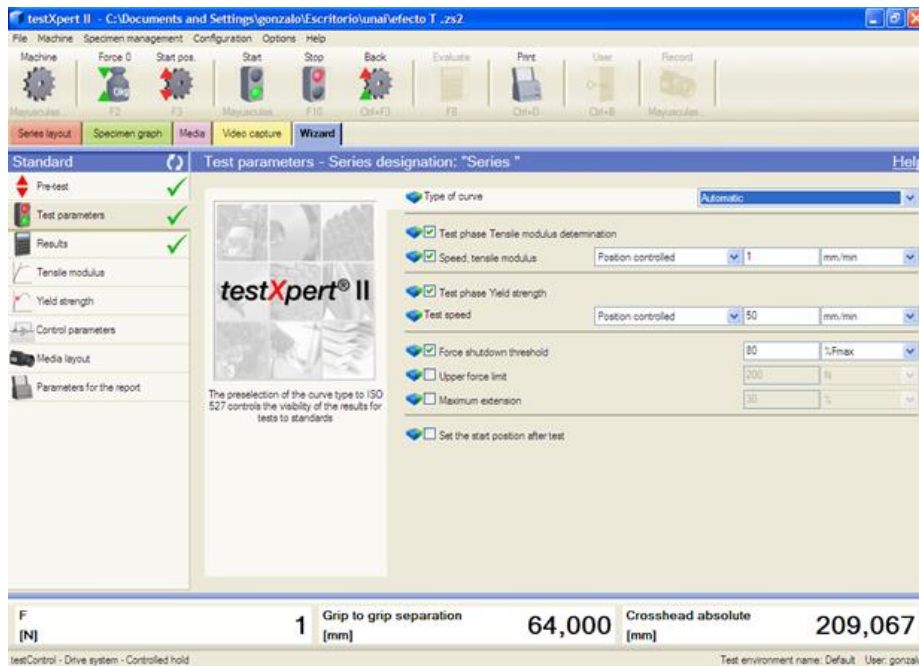 testXpert II - C:\Documents and Settings\gonzalo\Escritorio\unai\efecto T .zs2
File Machine Specimen management Configuration Options Help
Machine Force 0 Start pos. Start Stop Back Evaluate Print User Record
Mayusculas... F2 F3 Mayusculas... F10 Ctrl+F3 F8 Ctrl+D Ctrl+B Mayusculas...
Series layout Specimen graph Media Video capture Wizard
Standard
Test parameters - Series designation: "Series " Help
Pre-test
Test parameters
Results
Tensile modulus
Yield strength
Control parameters
Media layout
Parameters for the report
testXpert® II
The preselection of the curve type to ISO
527 controls the visibility of the results for
tests to standards
Type of curve Automatic
Test phase Tensile modulus determination
Speed, tensile modulus Position controlled 1 mm/min
Test phase Yield strength
Test speed Position controlled 50 mm/min
Force shutdown threshold 80 %Fmax
Upper force limit 200 N
Maximum extension 30 %
Set the start position after test
F
[N] 1
Grip to grip separation
[mm] 64,000
Crosshead absolute
[mm] 209,067
testControl - Drive system - Controlled hold Test environment name: Default User: gonzalo